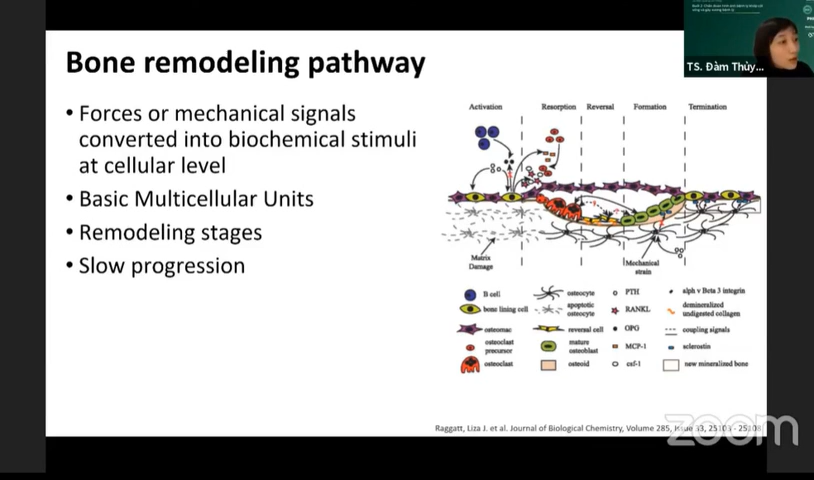 Bone remodeling pathway
TS. Đàm Thủy...
• Forces or mechanical signals
converted into biochemical stimuli
at cellular level
• Basic Multicellular Units
• Remodeling stages
• Slow progression
Activation Resorption Reversal Formation Termination
Matrix
Damage
Mechanical
strain
B cell
bone lining cell
osteomac
osteoclast
precursor
osteoclast
osteocyte
apoptotic
osteocyte
reversal cell
mature
osteoblast
osteoid
PTH
RANKL
OPG
MCP-1
csf-1
alph v Beta 3 integrin
demineralized
undigested collagen
coupling signals
sclerostin
new mineralized bone
Raggatt, Liza J. et al. Journal of Biological Chemistry, Volume 285, Issue 33, 25103 - 25108
zoom